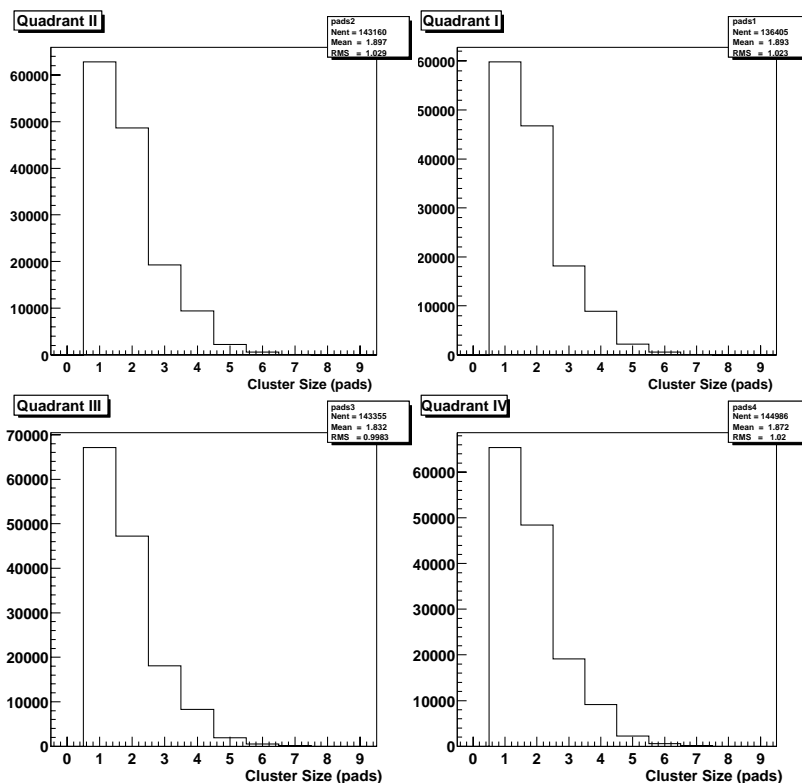 Quadrant II
pads2
Nent = 143160
Mean = 1.897
RMS = 1.029
60000
50000
40000
30000
20000
10000
0
0 1 2 3 4 5 6 7 8 9
Cluster Size (pads)
Quadrant I
pads1
Nent = 136405
Mean = 1.893
RMS = 1.023
60000
50000
40000
30000
20000
10000
0
0 1 2 3 4 5 6 7 8 9
Cluster Size (pads)
Quadrant III
pads3
Nent = 143355
Mean = 1.832
RMS = 0.9983
70000
60000
50000
40000
30000
20000
10000
0
0 1 2 3 4 5 6 7 8 9
Cluster Size (pads)
Quadrant IV
pads4
Nent = 144986
Mean = 1.872
RMS = 1.02
60000
50000
40000
30000
20000
10000
0
0 1 2 3 4 5 6 7 8 9
Cluster Size (pads)